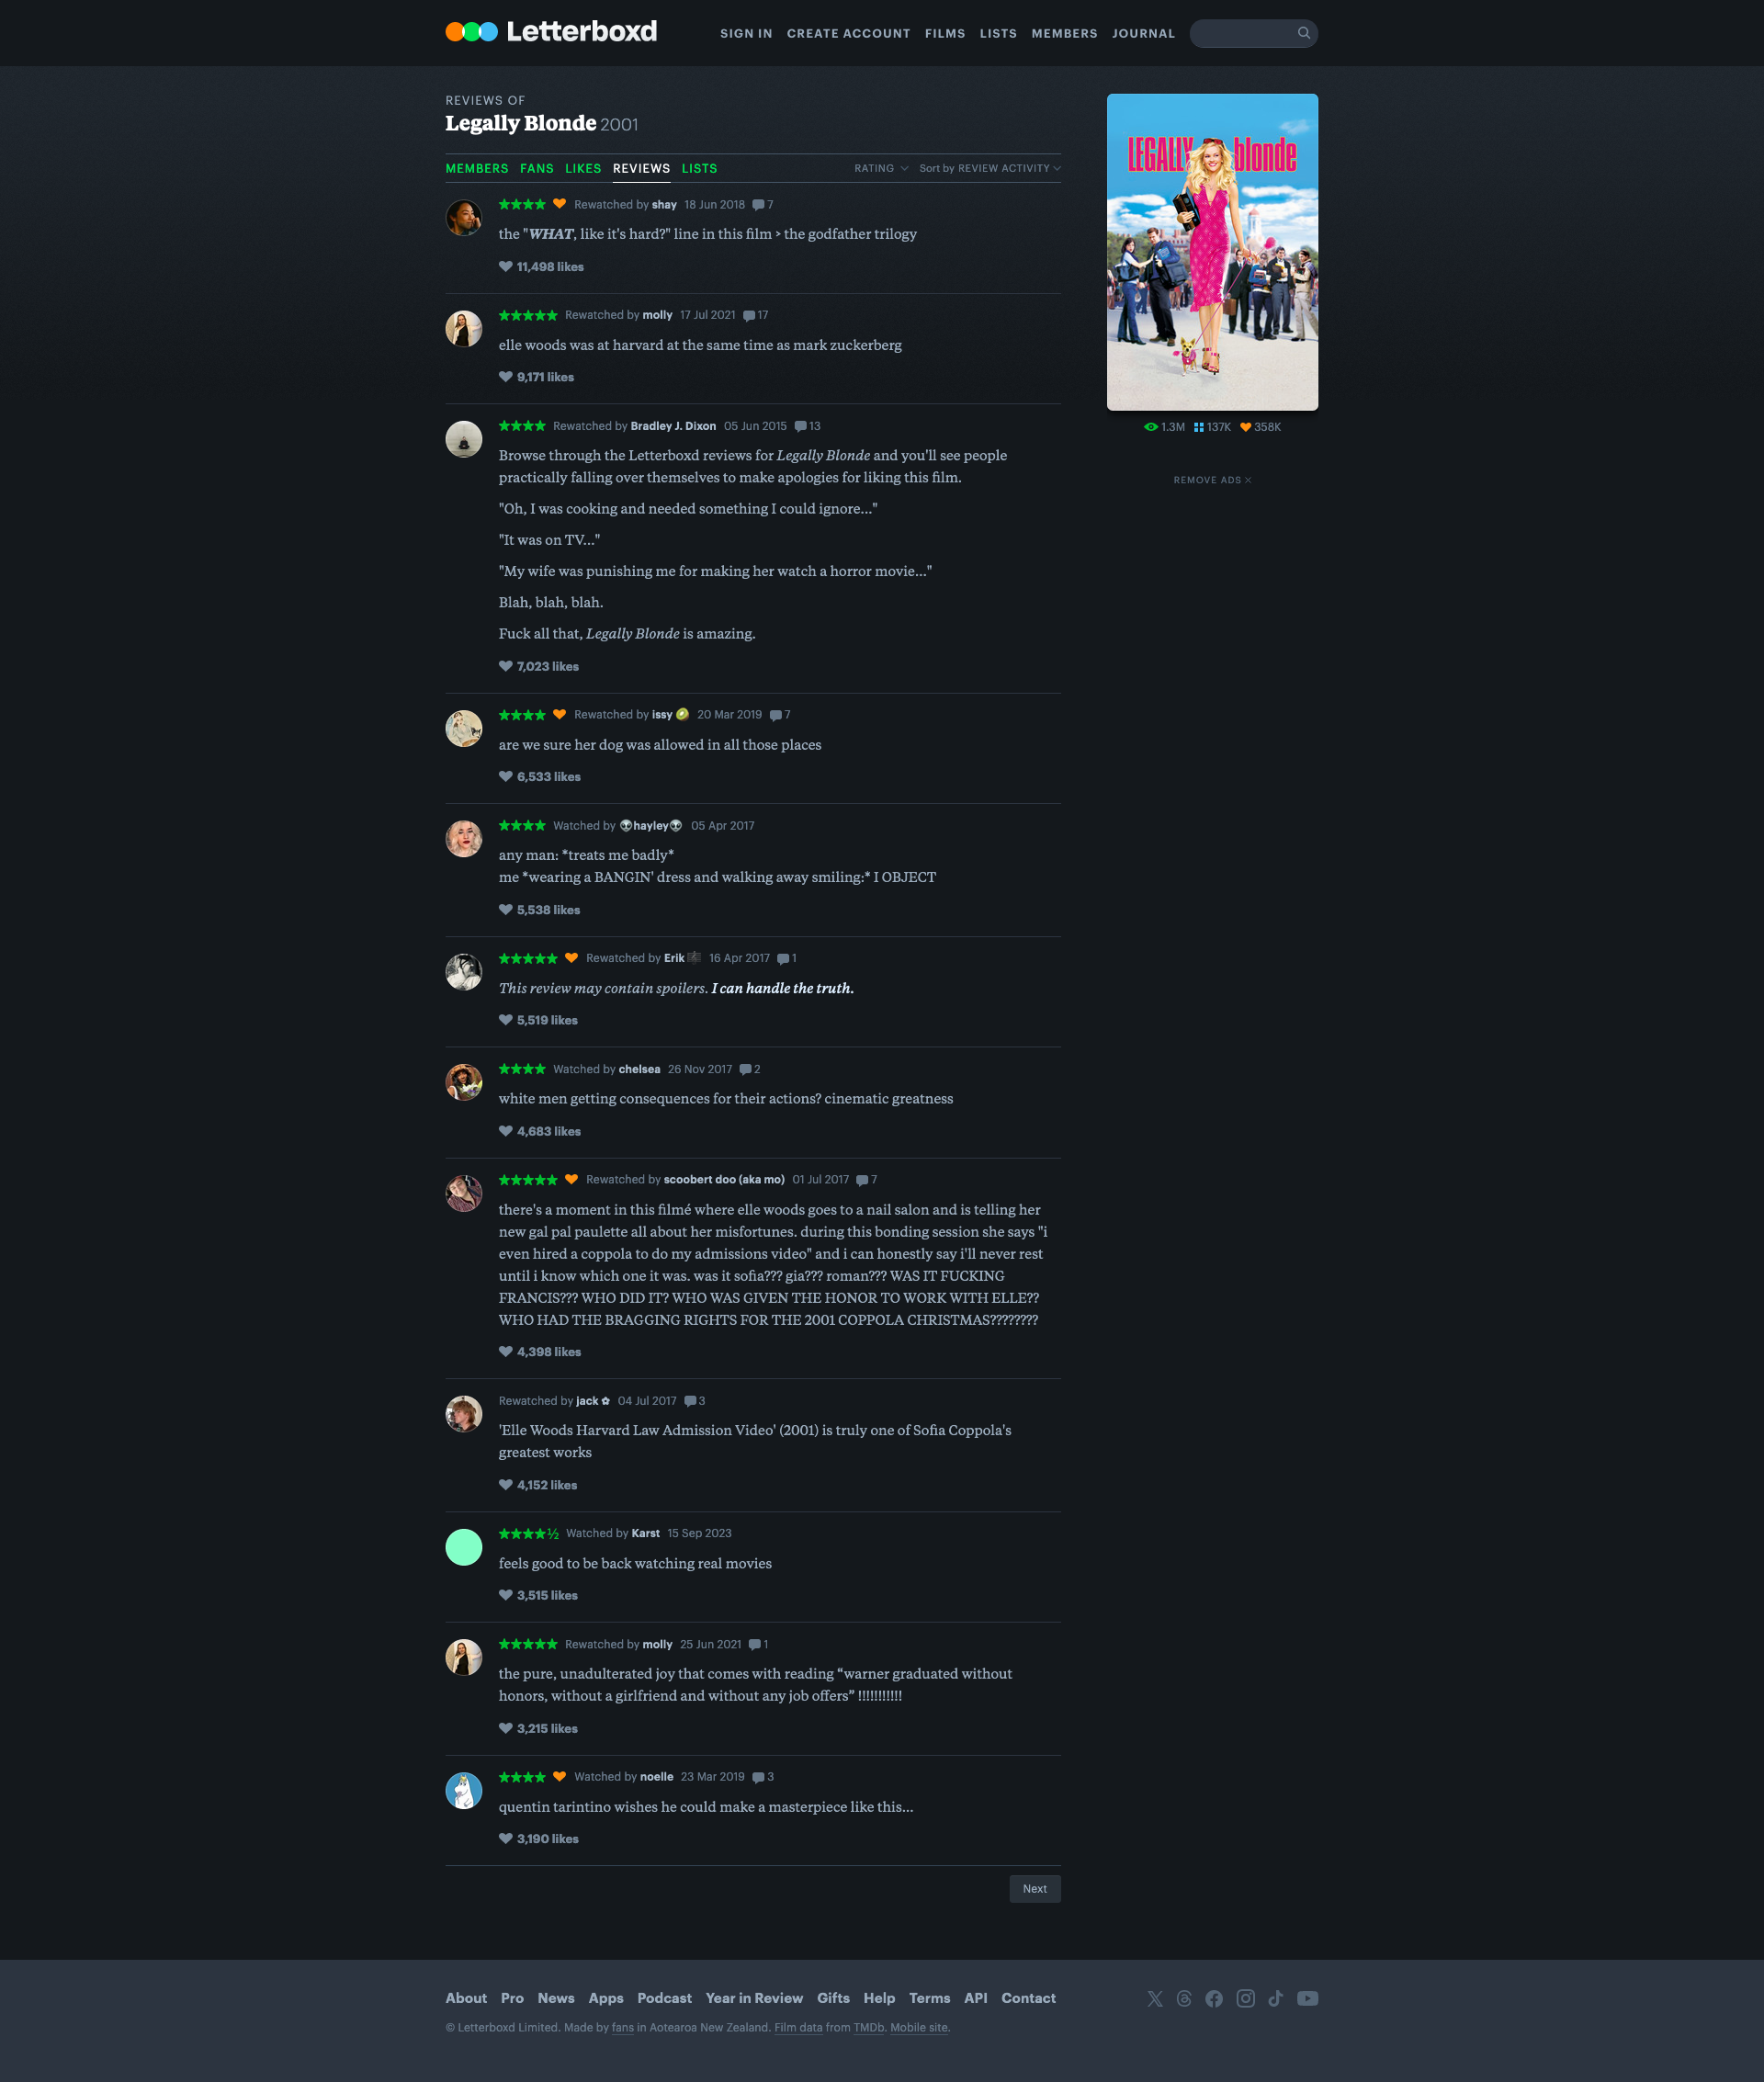 Letterboxd
SIGN IN CREATE ACCOUNT FILMS LISTS MEMBERS JOURNAL
REVIEWS OF
Legally Blonde 2001
MEMBERS FANS LIKES REVIEWS LISTS
RATING Sort by REVIEW ACTIVITY
LEGALLY blonde
1.3M 137K 358K
REMOVE ADS ×
★★★★ Rewatched by shay 18 Jun 2018 7
the "WHAT, like it's hard?" line in this film > the godfather trilogy
11,498 likes
★★★★★ Rewatched by molly 17 Jul 2021 17
elle woods was at harvard at the same time as mark zuckerberg
9,171 likes
★★★★ Rewatched by Bradley J. Dixon 05 Jun 2015 13
Browse through the Letterboxd reviews for Legally Blonde and you'll see people
practically falling over themselves to make apologies for liking this film.
"Oh, I was cooking and needed something I could ignore..."
"It was on TV..."
"My wife was punishing me for making her watch a horror movie..."
Blah, blah, blah.
Fuck all that, Legally Blonde is amazing.
7,023 likes
★★★★ Rewatched by issy 🥝 20 Mar 2019 7
are we sure her dog was allowed in all those places
6,533 likes
★★★★ Watched by 👽hayley👽 05 Apr 2017
any man: *treats me badly*
me *wearing a BANGIN' dress and walking away smiling:* I OBJECT
5,538 likes
★★★★★ Rewatched by Erik 16 Apr 2017 1
This review may contain spoilers. I can handle the truth.
5,519 likes
★★★★ Watched by chelsea 26 Nov 2017 2
white men getting consequences for their actions? cinematic greatness
4,683 likes
★★★★★ Rewatched by scoobert doo (aka mo) 01 Jul 2017 7
there's a moment in this filmé where elle woods goes to a nail salon and is telling her
new gal pal paulette all about her misfortunes. during this bonding session she says "i
even hired a coppola to do my admissions video" and i can honestly say i'll never rest
until i know which one it was. was it sofia??? gia??? roman??? WAS IT FUCKING
FRANCIS??? WHO DID IT? WHO WAS GIVEN THE HONOR TO WORK WITH ELLE??
WHO HAD THE BRAGGING RIGHTS FOR THE 2001 COPPOLA CHRISTMAS????????
4,398 likes
Rewatched by jack ✿ 04 Jul 2017 3
'Elle Woods Harvard Law Admission Video' (2001) is truly one of Sofia Coppola's
greatest works
4,152 likes
★★★★½ Watched by Karst 15 Sep 2023
feels good to be back watching real movies
3,515 likes
★★★★★ Rewatched by molly 25 Jun 2021 1
the pure, unadulterated joy that comes with reading “warner graduated without
honors, without a girlfriend and without any job offers” !!!!!!!!!!!
3,215 likes
★★★★ Watched by noelle 23 Mar 2019 3
quentin tarintino wishes he could make a masterpiece like this...
3,190 likes
Next
About Pro News Apps Podcast Year in Review Gifts Help Terms API Contact
© Letterboxd Limited. Made by fans in Aotearoa New Zealand. Film data from TMDb. Mobile site.